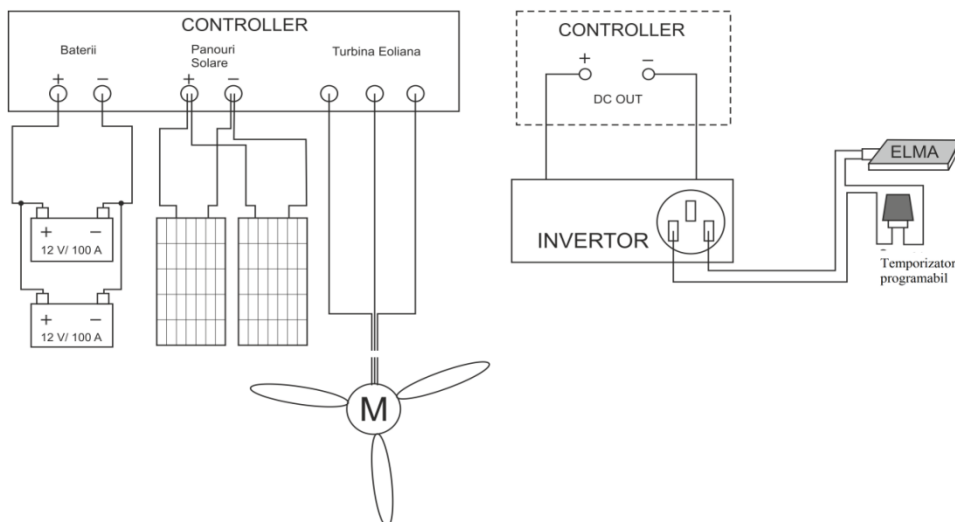 CONTROLLER
Baterii
Panouri
Solare
Turbina Eoliana
+ −
+ −
+ −
12 V/ 100 A
+ −
12 V/ 100 A
M
CONTROLLER
+ −
DC OUT
INVERTOR
ELMA
-
Temporizator
programabil